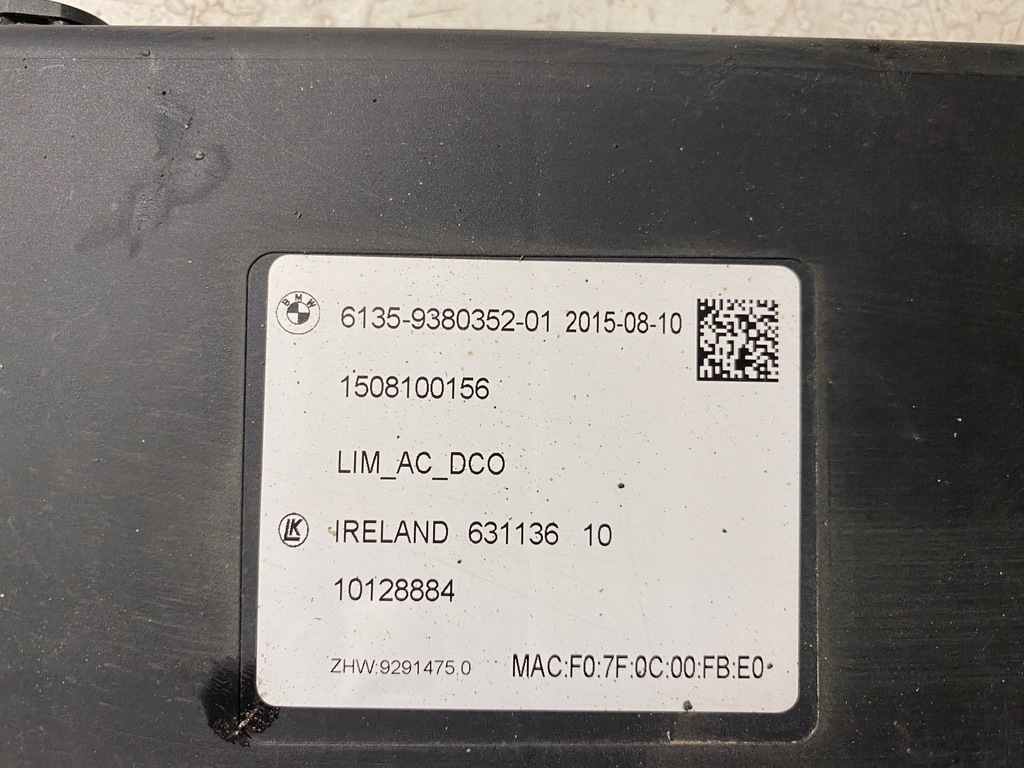 BMW
6135-9380352-01 2015-08-10
1508100156
LIM_AC_DCO
LK IRELAND 631136 10
10128884
ZHW:9291475.0 MAC:F0:7F:0C:00:FB:E0